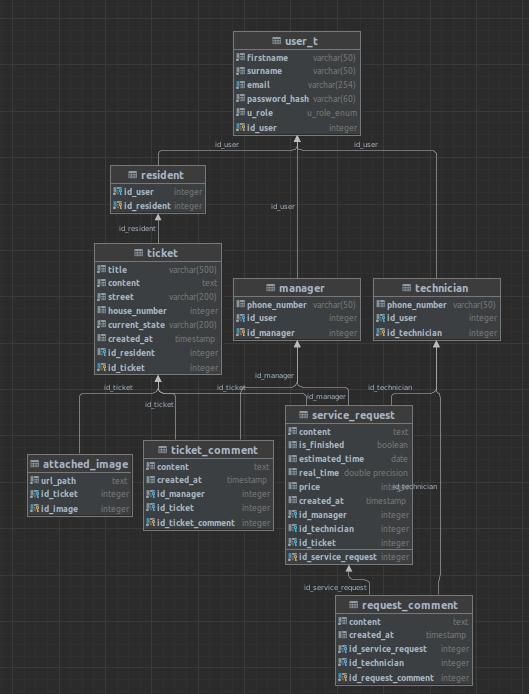 user_t
firstname varchar(50)
surname varchar(50)
email varchar(254)
password_hash varchar(60)
u_role u_role_enum
id_user integer
id_user
id_user
id_user
resident
id_user integer
id_resident integer
id_resident
ticket
title varchar(500)
content text
street varchar(200)
house_number integer
current_state varchar(200)
created_at timestamp
id_resident integer
id_ticket integer
manager
phone_number varchar(50)
id_user integer
id_manager integer
technician
phone_number varchar(50)
id_user integer
id_technician integer
id_manager
id_ticket
id_ticket
id_technician
id_ticket
id_manager
attached_image
url_path text
id_ticket integer
id_image integer
ticket_comment
content text
created_at timestamp
id_manager integer
id_ticket integer
id_ticket_comment integer
service_request
content text
is_finished boolean
estimated_time date
real_time double precision
price integer
id_technician
created_at timestamp
id_manager integer
id_technician integer
id_ticket integer
id_service_request integer
id_service_request
request_comment
content text
created_at timestamp
id_service_request integer
id_technician integer
id_request_comment integer